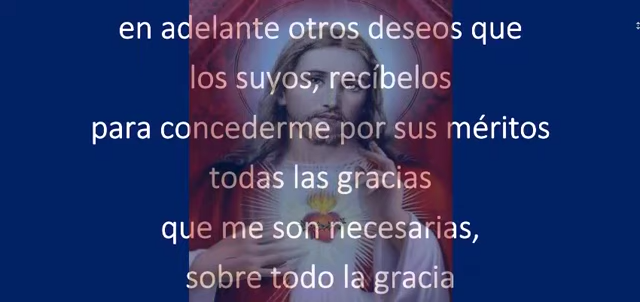 en adelante otros deseos que
los suyos, recíbelos
para concederme por sus méritos
todas las gracias
que me son necesarias,
sobre todo la gracia